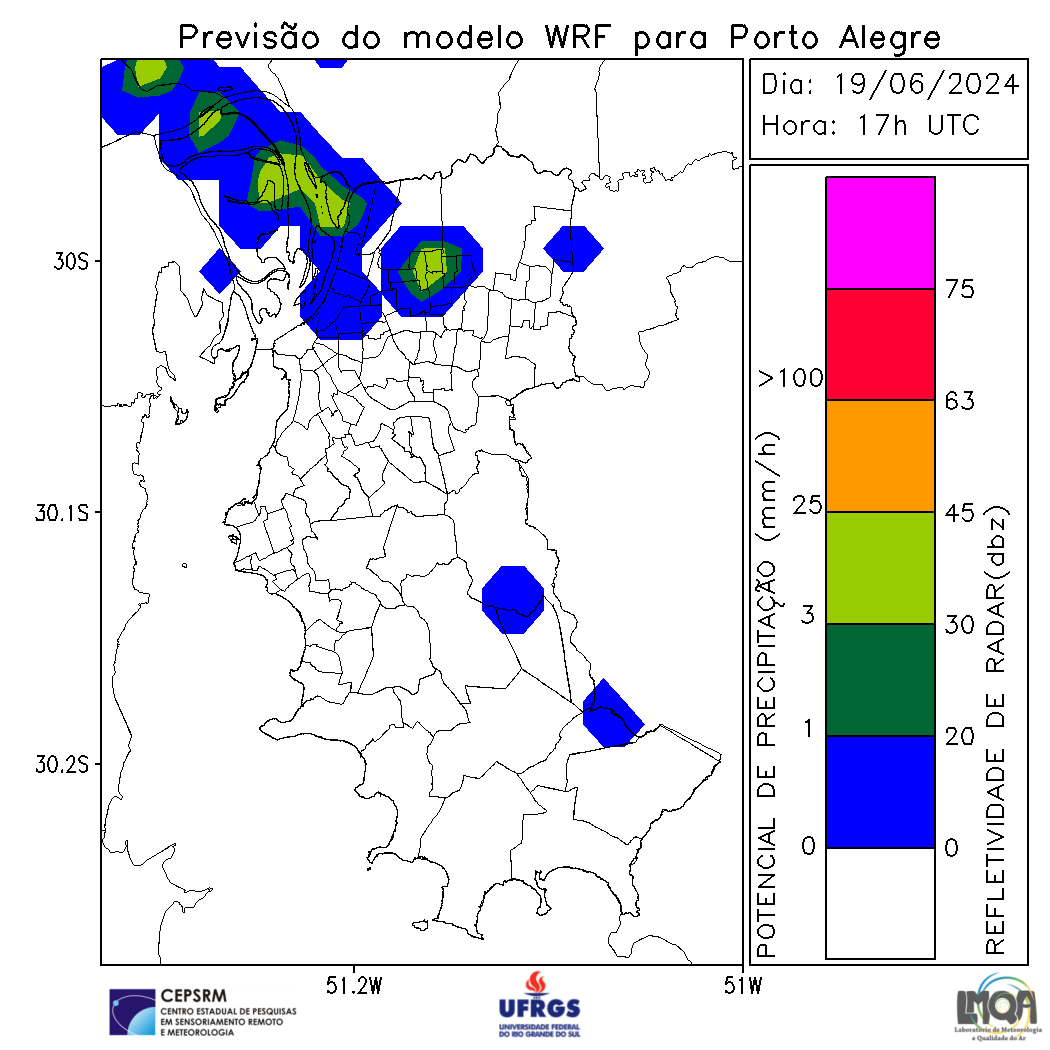 Previsão do modelo WRF para Porto Alegre
Dia: 19/06/2024
Hora: 17h UTC
30S
30.1S
30.2S
51.2W
51W
POTENCIAL DE PRECIPITAÇÃO (mm/h)
>100
25
3
1
0
75
63
45
30
20
0
REFLETIVIDADE DE RADAR(dbz)
CEPSRM
CENTRO ESTADUAL DE PESQUISAS
EM SENSORIAMENTO REMOTO
E METEOROLOGIA
UFRGS
UNIVERSIDADE FEDERAL
DO RIO GRANDE DO SUL
LMQA
Laboratório de Meteorologia
e Qualidade do Ar